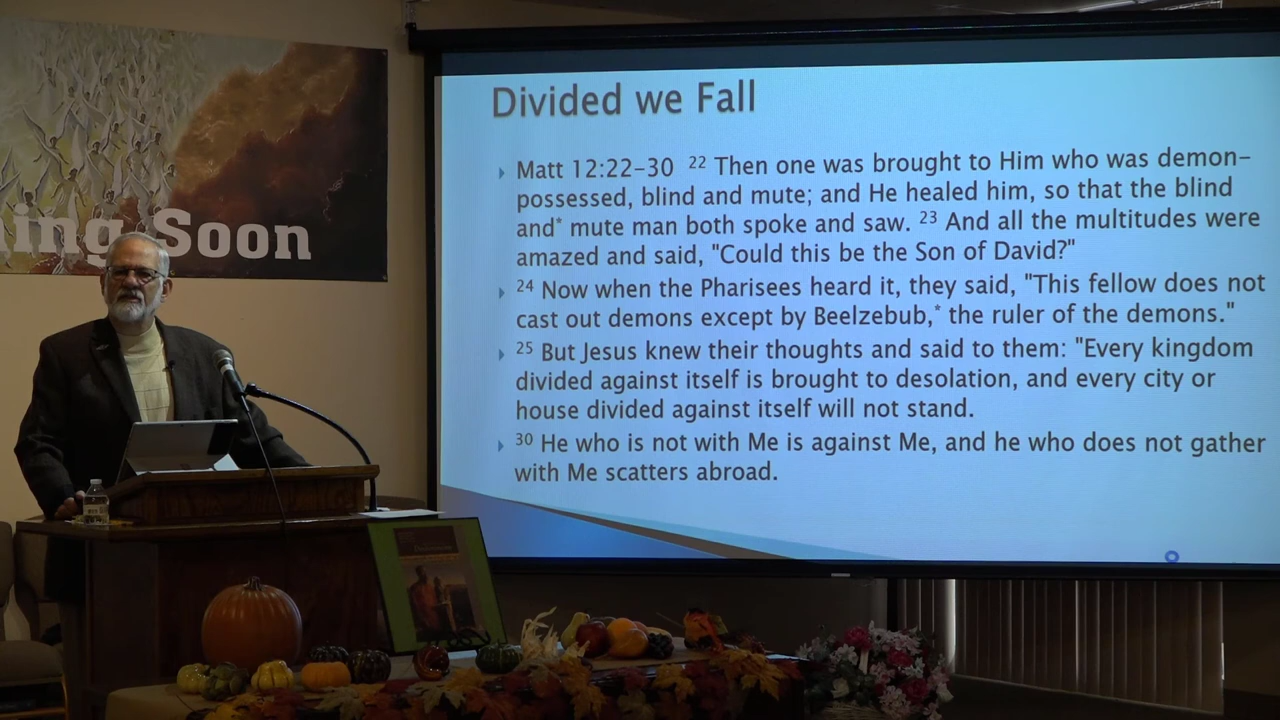 ing Soon
Divided we Fall
Matt 12:22-30 22 Then one was brought to Him who was demon-
possessed, blind and mute; and He healed him, so that the blind
and* mute man both spoke and saw. 23 And all the multitudes were
amazed and said, "Could this be the Son of David?"
24 Now when the Pharisees heard it, they said, "This fellow does not
cast out demons except by Beelzebub,* the ruler of the demons."
25 But Jesus knew their thoughts and said to them: "Every kingdom
divided against itself is brought to desolation, and every city or
house divided against itself will not stand.
30 He who is not with Me is against Me, and he who does not gather
with Me scatters abroad.